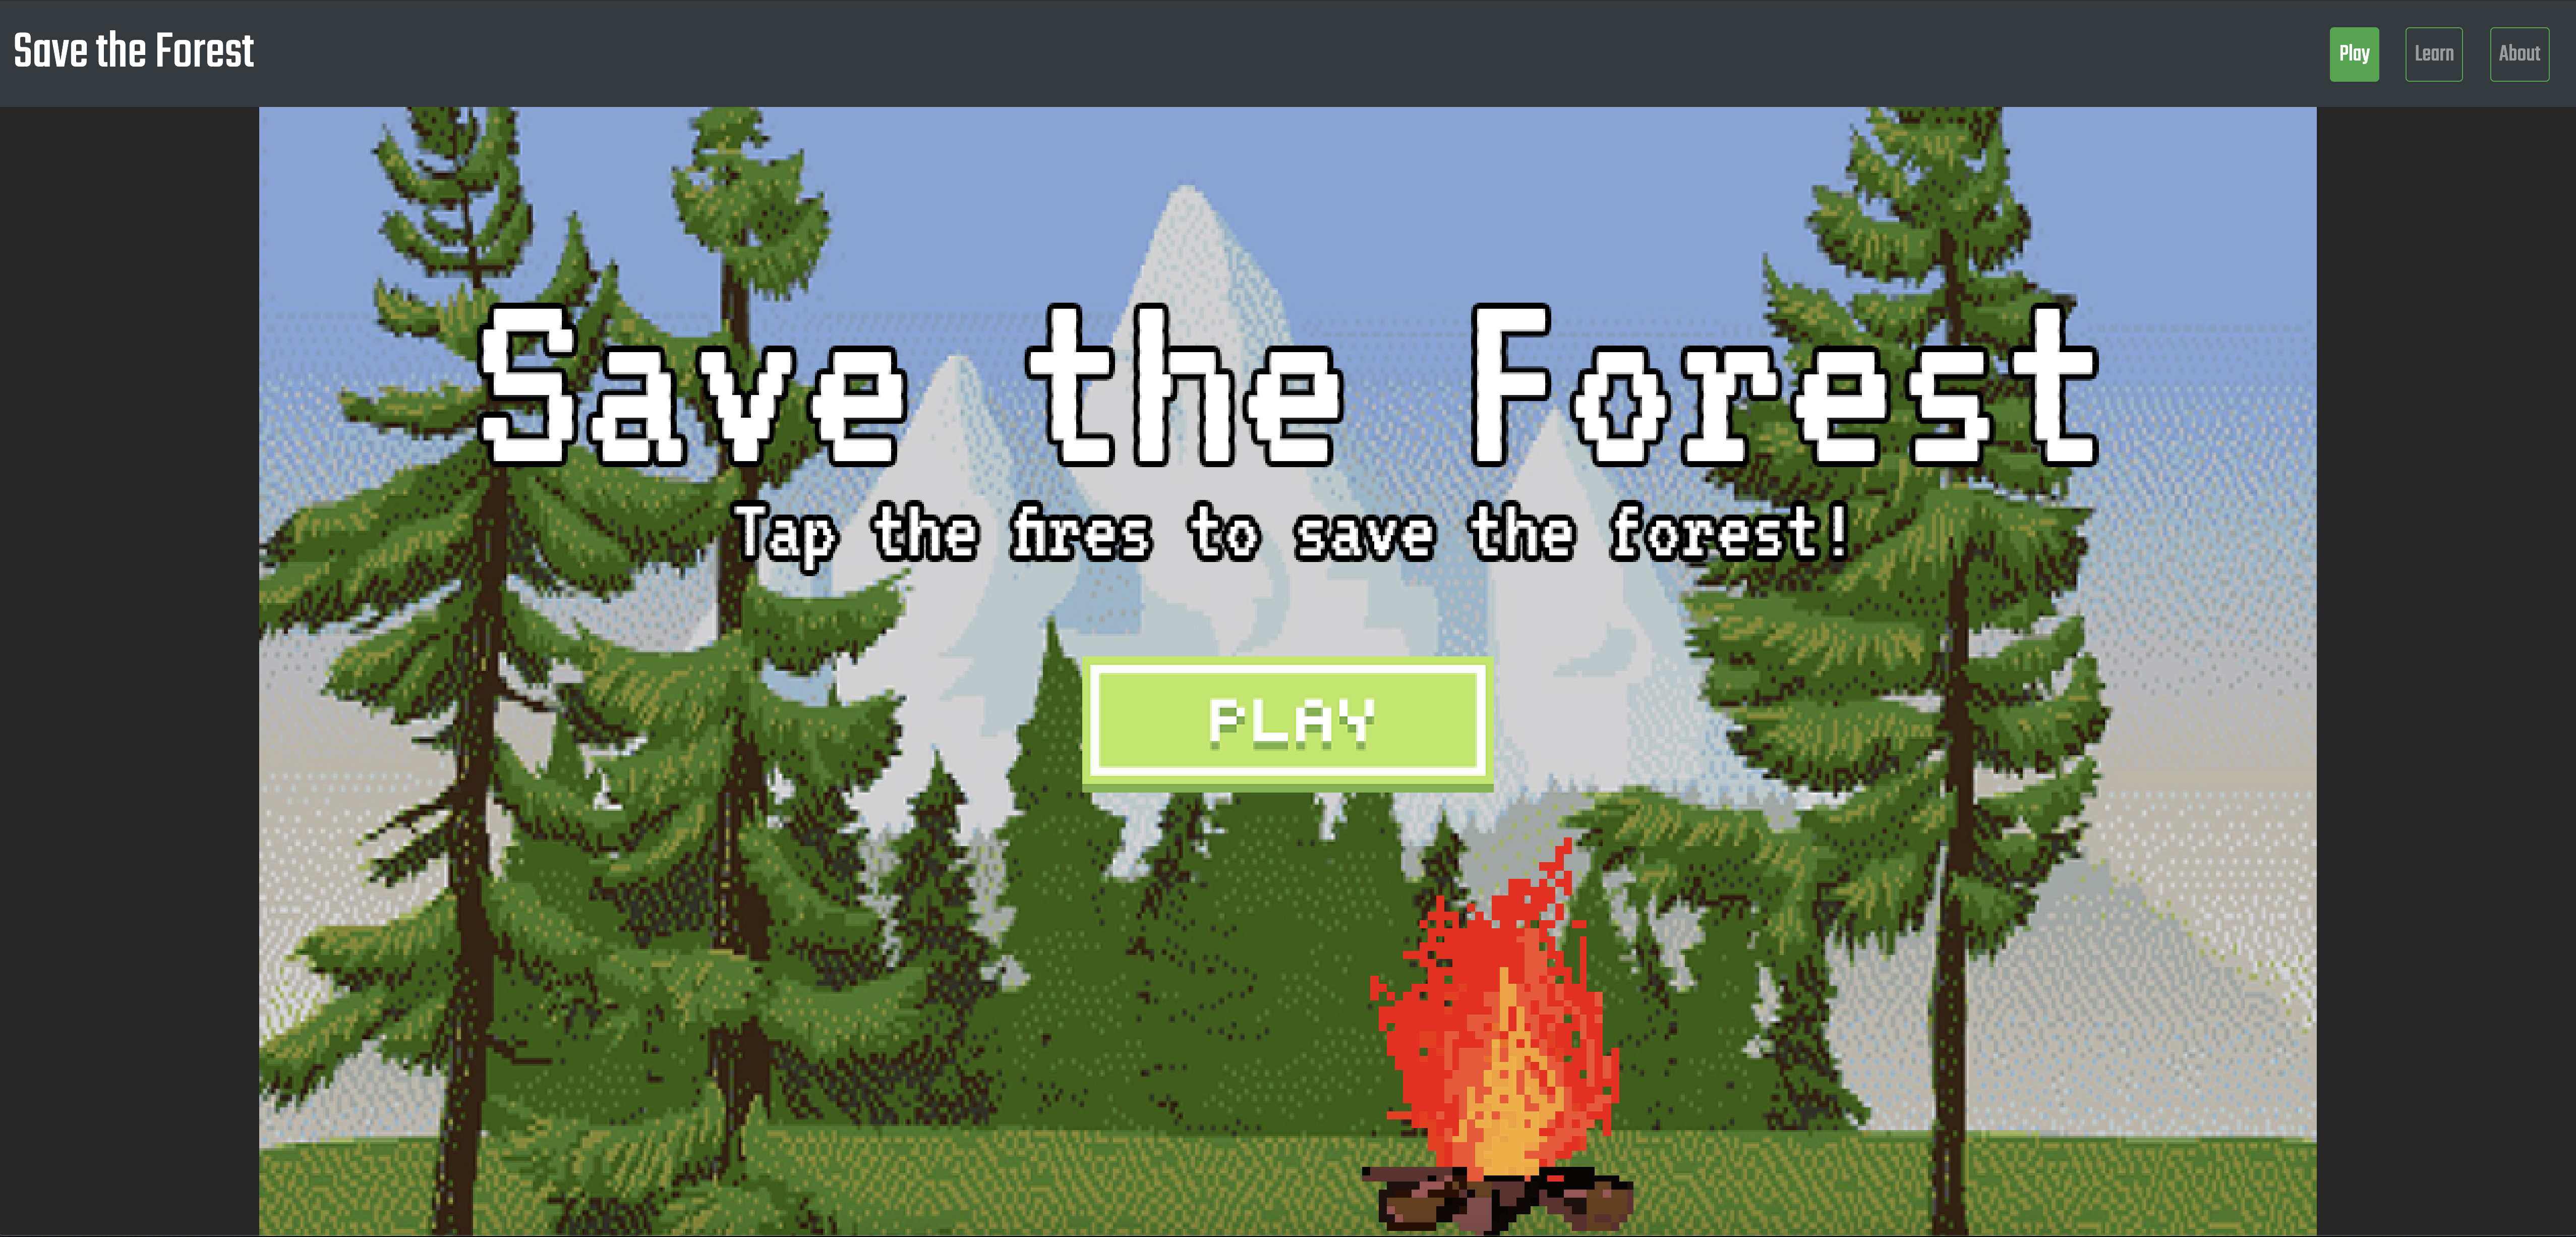 Save the Forest
Play Learn About
Save the Forest
Tap the fires to save the forest!
PLAY